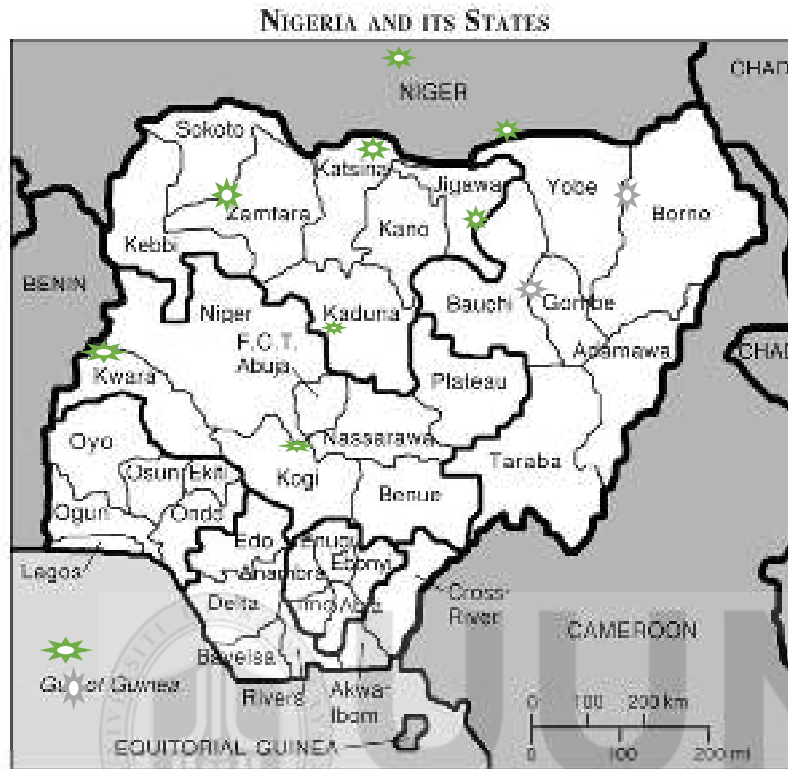 NIGERIA AND ITS STATES
CHAD
NIGER
Sokoto
Katsina
Jigawa
Yobe
Zamfara
Kano
Borno
Kebbi
BENIN
Niger
Kaduna
Bauchi
Gombe
F.C.T.
Abuja
Adamawa
CHAD
Kwara
Plateau
Oyo
Nassarawa
Osun
Ekiti
Kogi
Taraba
Benue
Ogun
Ondo
Edo
Enugu
Ebonyi
Lagos
Anambra
Delta
Imo
Abia
Cross-
River
CAMEROON
Bayelsa
Gulf of Guinea
Rivers
Akwa-
Ibom
0 100 200 km
0 100 200 mi
EQUITORIAL GUINEA